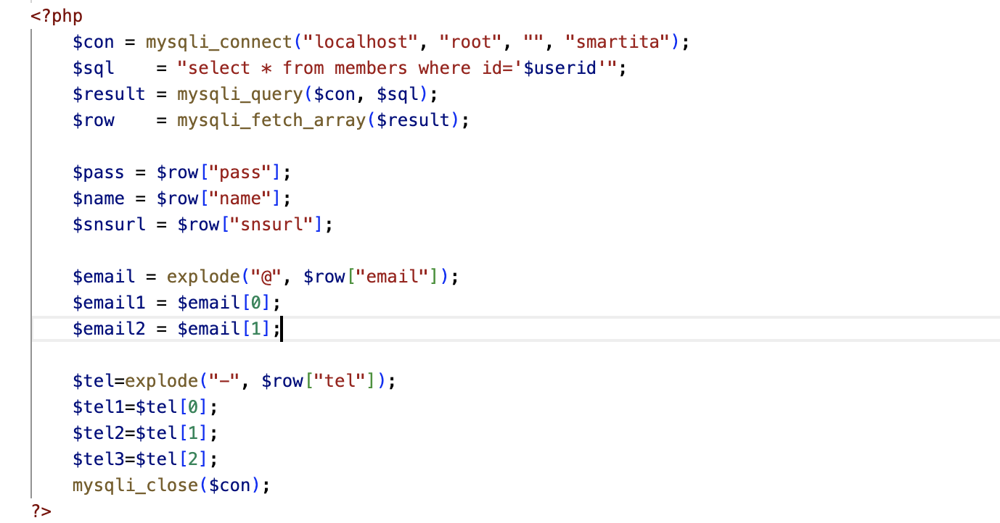 <?php
    $con = mysqli_connect("localhost", "root", "", "smartita");
    $sql    = "select * from members where id='$userid'";
    $result = mysqli_query($con, $sql);
    $row    = mysqli_fetch_array($result);

    $pass = $row["pass"];
    $name = $row["name"];
    $snsurl = $row["snsurl"];

    $email = explode("@", $row["email"]);
    $email1 = $email[0];
    $email2 = $email[1];

    $tel=explode("-", $row["tel"]);
    $tel1=$tel[0];
    $tel2=$tel[1];
    $tel3=$tel[2];
    mysqli_close($con);
?>